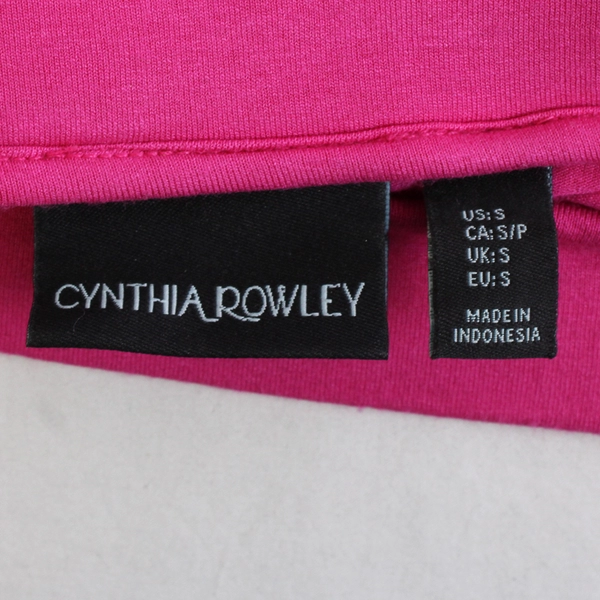 CYNTHIA ROWLEY
US: S
CA: S/P
UK: S
EU: S
MADE IN
INDONESIA